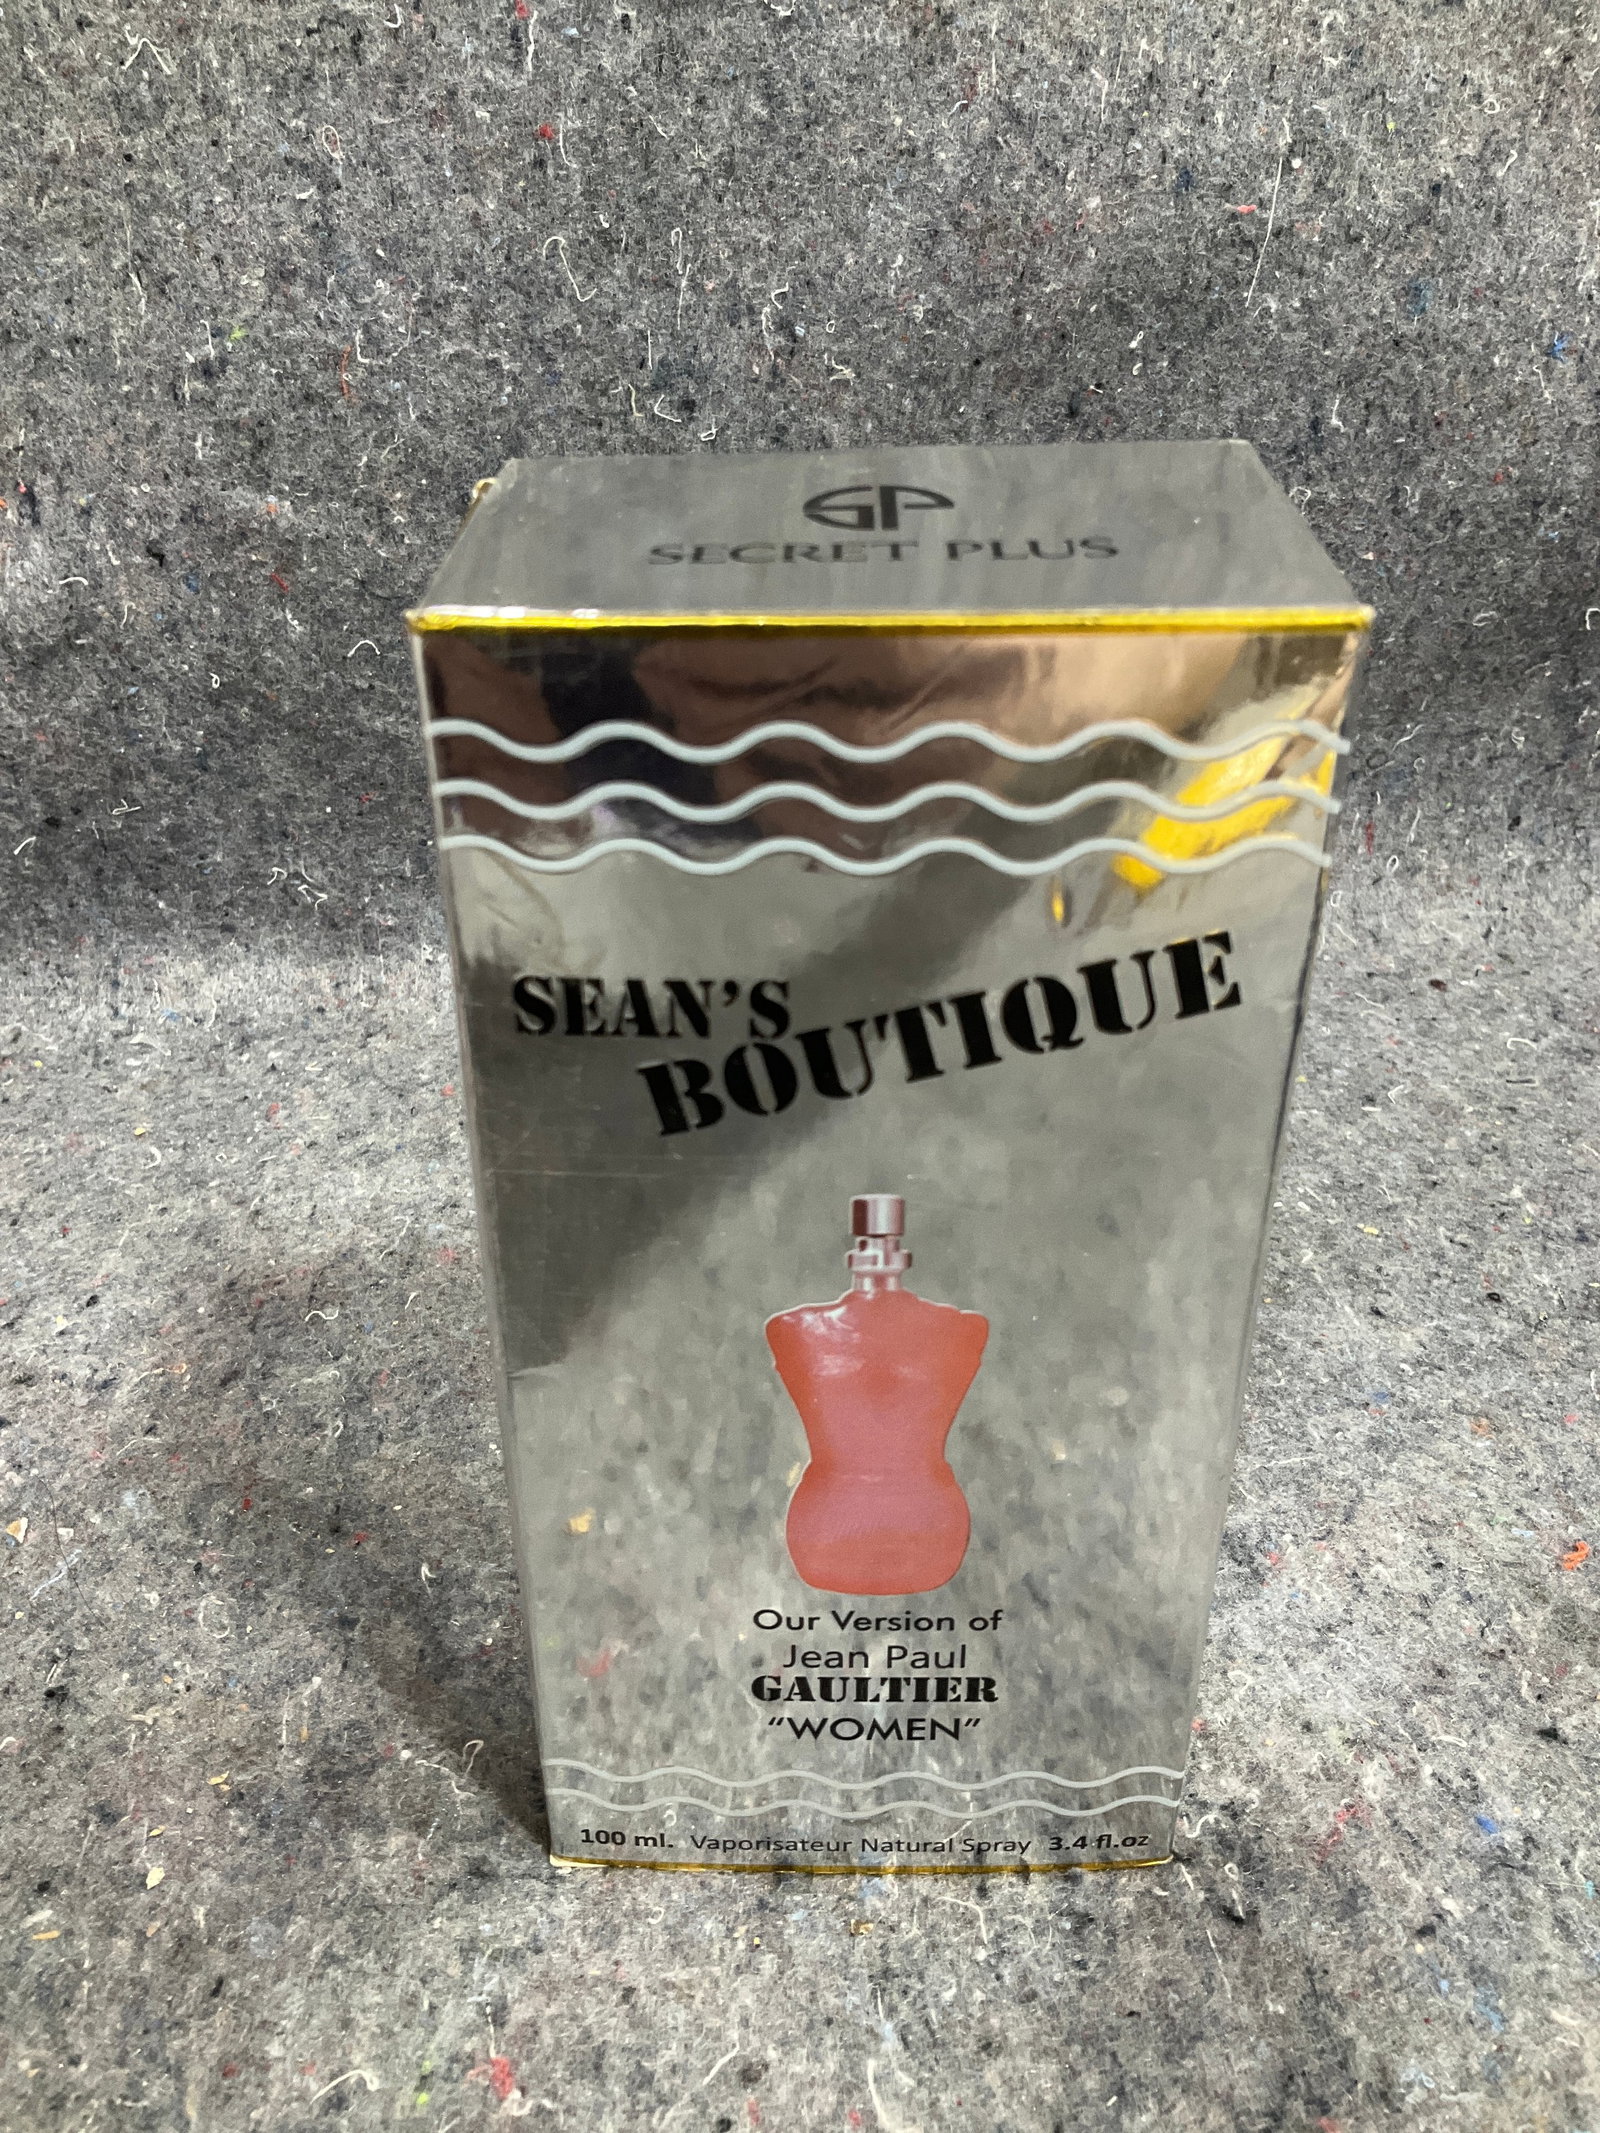 SP
SECRET PLUS
SEAN'S
BOUTIQUE
Our Version of
Jean Paul
GAULTIER
"WOMEN"
100 ml. Vaporisateur Natural Spray 3.4 fl.oz